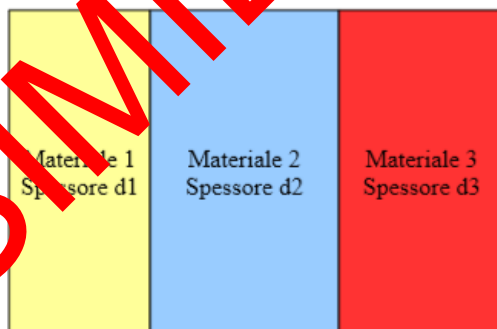 Materiale 1
Spessore d1
Materiale 2
Spessore d2
Materiale 3
Spessore d3